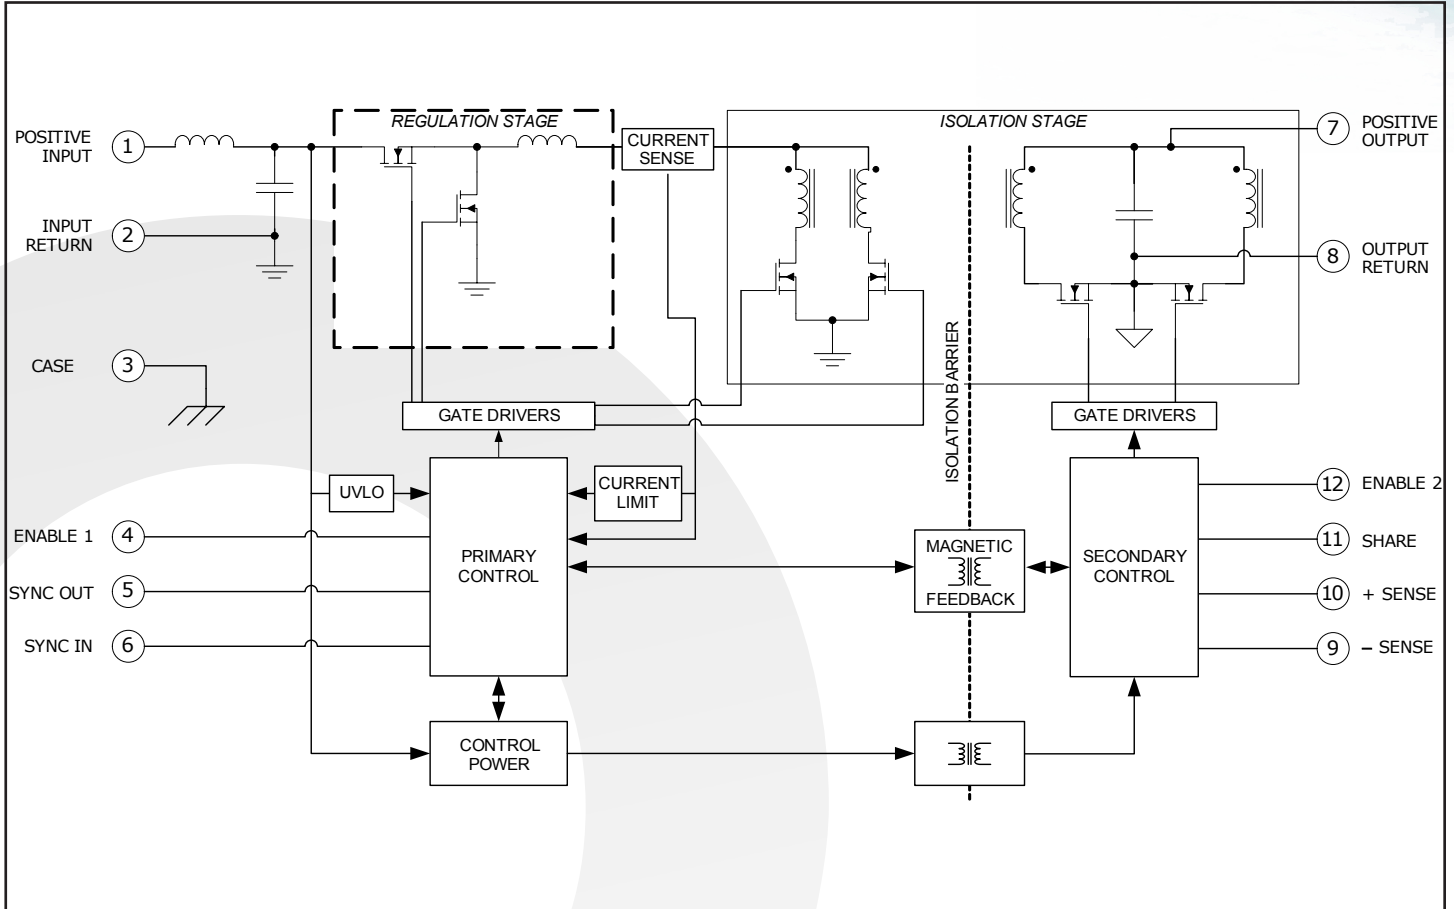 REGULATION STAGE
ISOLATION STAGE
POSITIVE
INPUT
1
CURRENT
SENSE
7
POSITIVE
OUTPUT
INPUT
RETURN
2
8
OUTPUT
RETURN
CASE
3
ISOLATION BARRIER
GATE DRIVERS
GATE DRIVERS
UVLO
CURRENT
LIMIT
12
ENABLE 2
ENABLE 1
4
PRIMARY
CONTROL
MAGNETIC
FEEDBACK
SECONDARY
CONTROL
11
SHARE
SYNC OUT
5
10
+ SENSE
SYNC IN
6
9
– SENSE
CONTROL
POWER